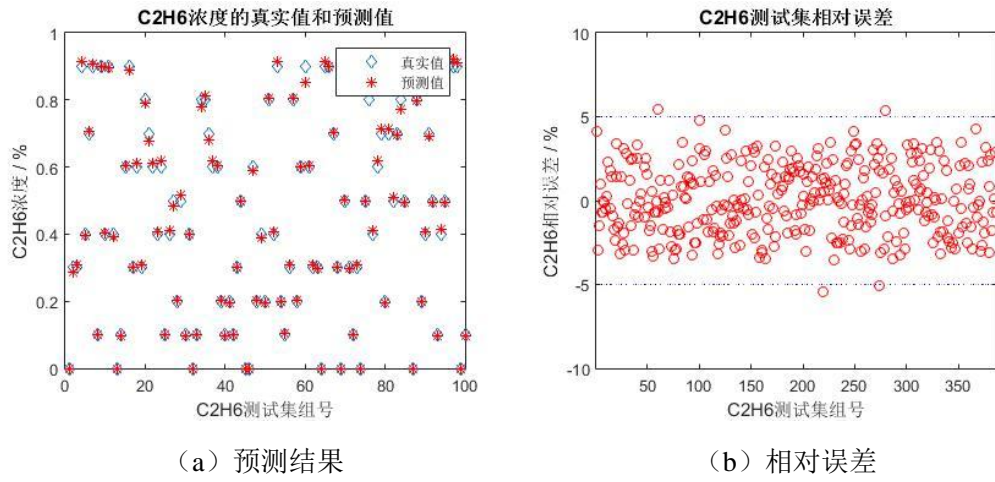 C2H6浓度的真实值和预测值
C2H6浓度 / %
1
0.8
0.6
0.4
0.2
0
0 20 40 60 80 100
C2H6测试集组号
真实值
预测值
(a) 预测结果
C2H6测试集相对误差
C2H6相对误差 / %
10
5
0
-5
-10
50 100 150 200 250 300 350
C2H6测试集组号
(b) 相对误差